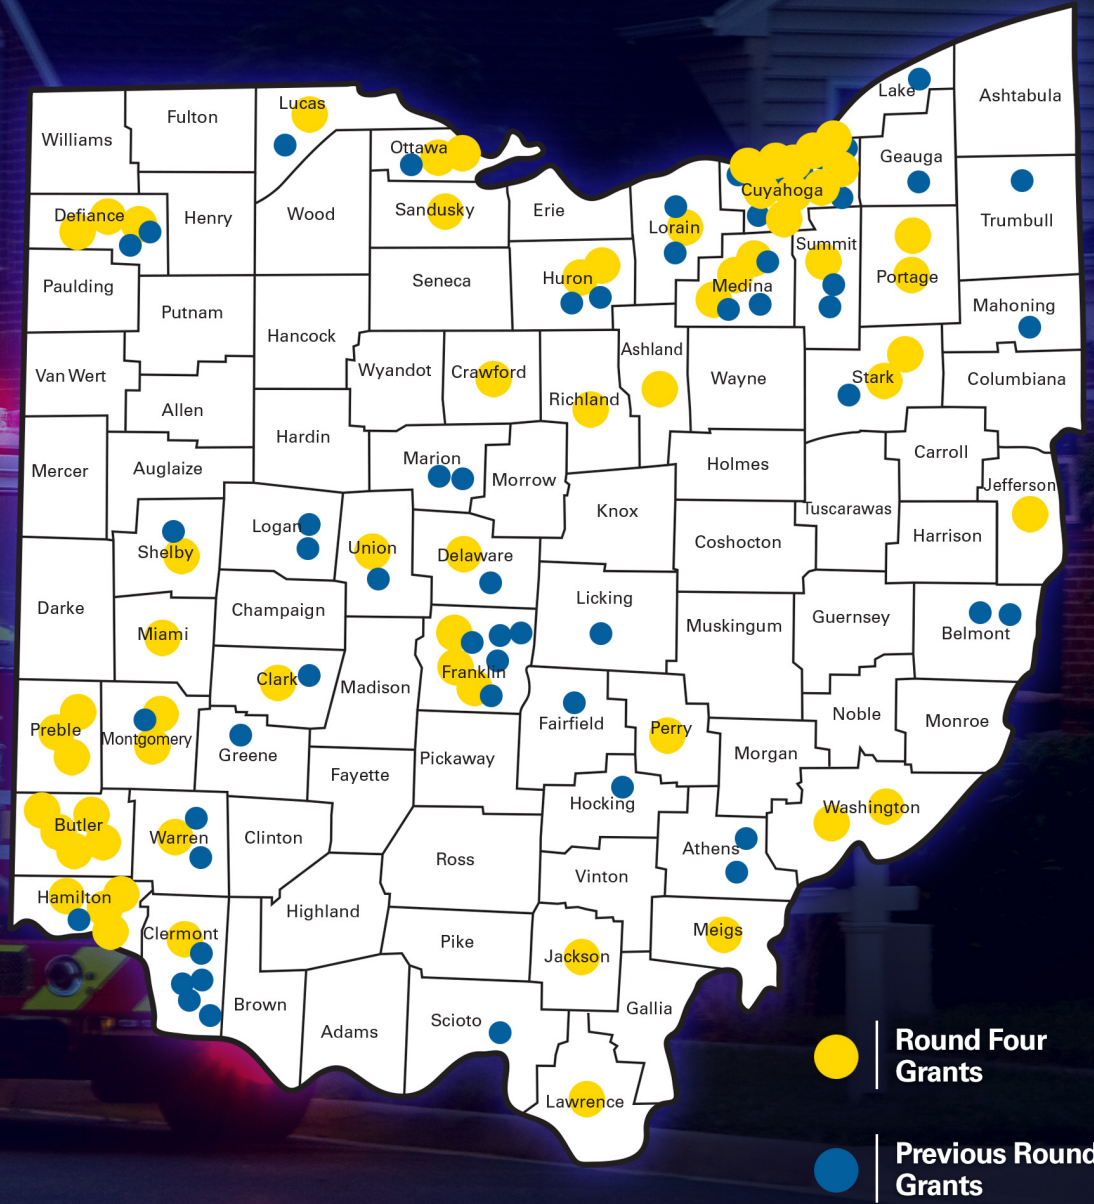 Lake
Ashtabula
Lucas
Fulton
Williams
Ottawa
Geauga
Cuyahoga
Sandusky
Erie
Defiance
Henry
Wood
Lorain
Trumbull
Summit
Portage
Huron
Seneca
Medina
Paulding
Mahoning
Putnam
Hancock
Ashland
Van Wert
Wyandot
Crawford
Wayne
Stark
Columbiana
Richland
Allen
Hardin
Carroll
Marion
Holmes
Mercer
Auglaize
Morrow
Jefferson
Knox
Tuscarawas
Logan
Harrison
Coshocton
Shelby
Union
Delaware
Licking
Darke
Champaign
Guernsey
Muskingum
Miami
Belmont
Franklin
Clark
Madison
Noble
Fairfield
Monroe
Preble
Perry
Montgomery
Greene
Morgan
Pickaway
Fayette
Hocking
Washington
Butler
Warren
Clinton
Athens
Ross
Vinton
Hamilton
Highland
Clermont
Meigs
Pike
Jackson
Brown
Gallia
Scioto
Adams
Lawrence
Round Four
Grants
Previous Round
Grants